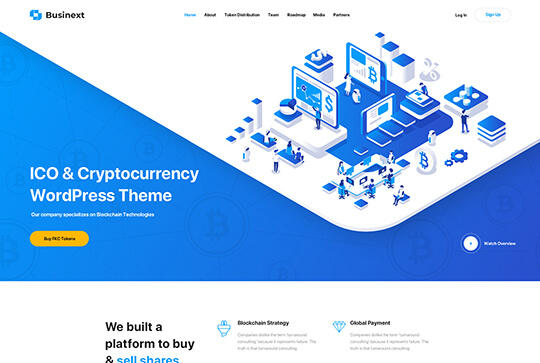 Businext
Home About Token Distribution Team Roadmap Media Partners
Log In Sign Up
ICO & Cryptocurrency
WordPress Theme
Our company specializes on Blockchain Technologies
Buy FKC Tokens
Watch Overview
We built a
platform to buy
& sell shares
Blockchain Strategy
Companies dislike the term 'turnaround
consulting' because it represents failure. The
truth is that turnaround consulting
Global Payment
Companies dislike the term 'turnaround
consulting' because it represents failure. The
truth is that turnaround consulting